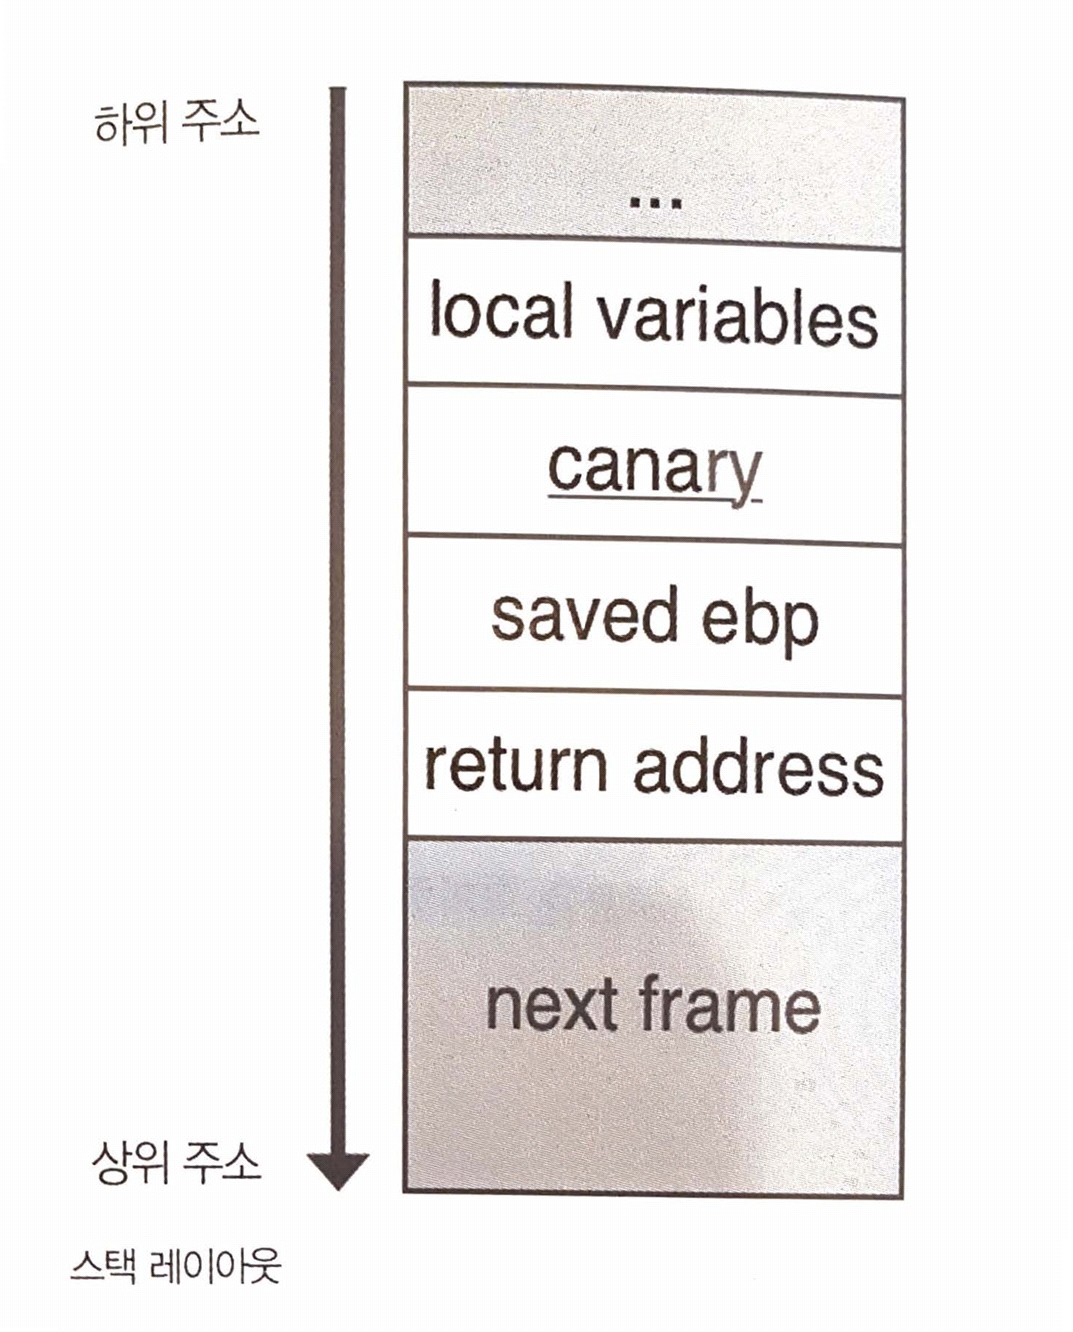 하위 주소
...
local variables
canary
saved ebp
return address
next frame
상위 주소
스택 레이아웃